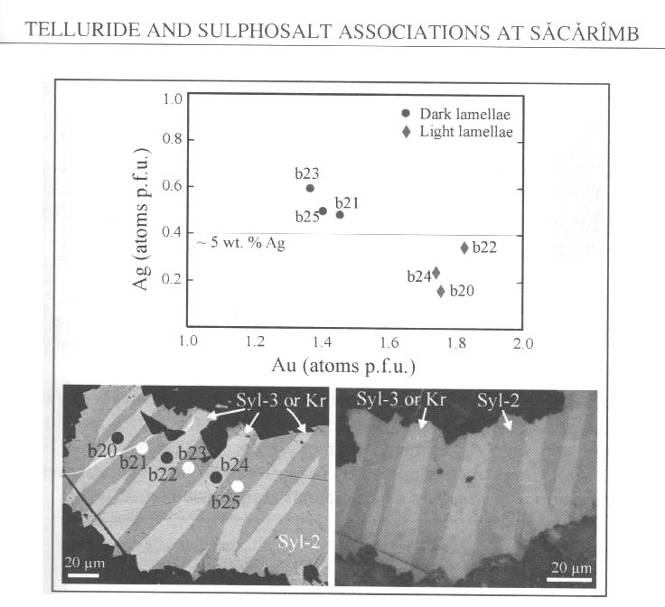 TELLURIDE AND SULPHOSALT ASSOCIATIONS AT SĂCĂRÎMB
1.0
Dark lamellae
Light lamellae
0.8
b23
0.6
b21
b25
0.4
~ 5 wt. % Ag
b22
b24
0.2
b20
Ag (atoms p.f.u.)
1.0 1.2 1.4 1.6 1.8 2.0
Au (atoms p.f.u.)
Syl-3 or Kr
b20
b21
b22
b23
b24
b25
Syl-2
20 µm
Syl-3 or Kr Syl-2
20 µm